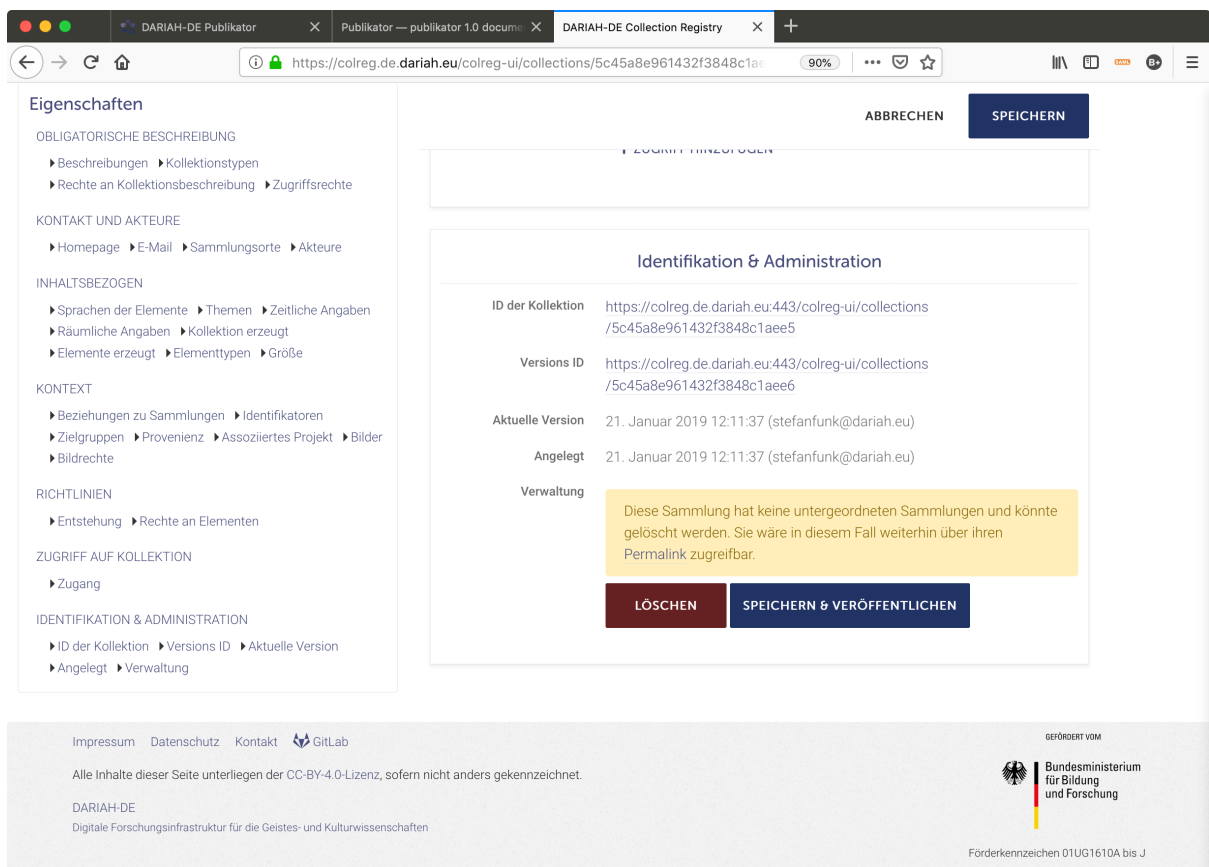 DARIAH-DE Publikator
Publikator — publikator 1.0 docume
DARIAH-DE Collection Registry
https://colreg.de.dariah.eu/colreg-ui/collections/5c45a8e961432f3848c1ae
90%
Eigenschaften
OBLIGATORISCHE BESCHREIBUNG
Beschreibungen Kollektionstypen
Rechte an Kollektionsbeschreibung Zugriffsrechte
KONTAKT UND AKTEURE
Homepage E-Mail Sammlungsorte Akteure
INHALTSBEZOGEN
Sprachen der Elemente Themen Zeitliche Angaben
Räumliche Angaben Kollektion erzeugt
Elemente erzeugt Elementtypen Größe
KONTEXT
Beziehungen zu Sammlungen Identifikatoren
Zielgruppen Provenienz Assoziiertes Projekt Bilder
Bildrechte
RICHTLINIEN
Entstehung Rechte an Elementen
ZUGRIFF AUF KOLLEKTION
Zugang
IDENTIFIKATION & ADMINISTRATION
ID der Kollektion Versions ID Aktuelle Version
Angelegt Verwaltung
ABBRECHEN
SPEICHERN
ZUGRIFF HINZUFÜGEN
Identifikation & Administration
ID der Kollektion
https://colreg.de.dariah.eu:443/colreg-ui/collections
/5c45a8e961432f3848c1aee5
Versions ID
https://colreg.de.dariah.eu:443/colreg-ui/collections
/5c45a8e961432f3848c1aee6
Aktuelle Version
21. Januar 2019 12:11:37 (stefanfunk@dariah.eu)
Angelegt
21. Januar 2019 12:11:37 (stefanfunk@dariah.eu)
Verwaltung
Diese Sammlung hat keine untergeordneten Sammlungen und könnte
gelöscht werden. Sie wäre in diesem Fall weiterhin über ihren
Permalink zugreifbar.
LÖSCHEN
SPEICHERN & VERÖFFENTLICHEN
Impressum Datenschutz Kontakt GitLab
Alle Inhalte dieser Seite unterliegen der CC-BY-4.0-Lizenz, sofern nicht anders gekennzeichnet.
DARIAH-DE
Digitale Forschungsinfrastruktur für die Geistes- und Kulturwissenschaften
GEFÖRDERT VOM
Bundesministerium
für Bildung
und Forschung
Förderkennzeichen 01UG1610A bis J